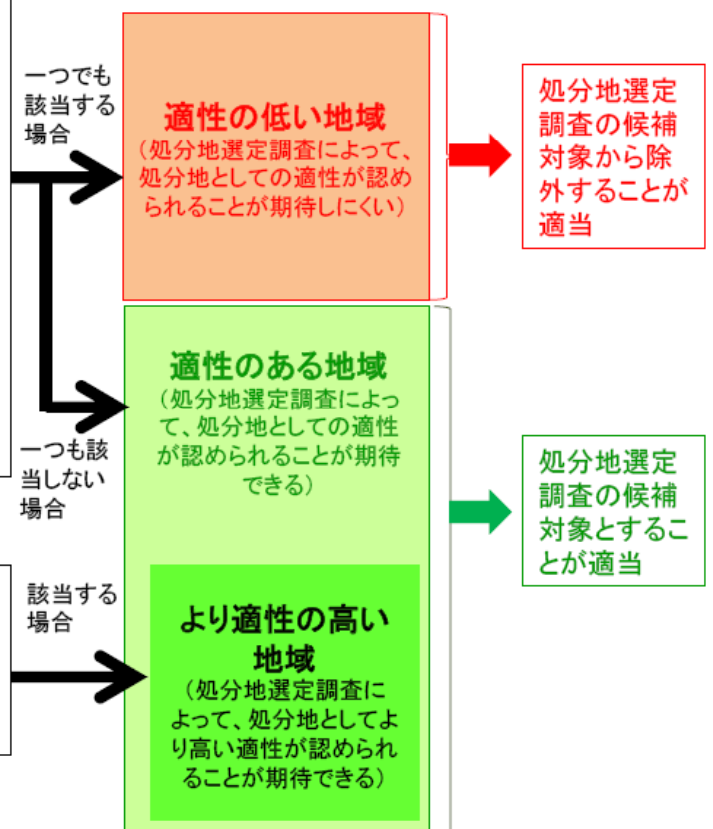 一つでも
該当する
場合
適性の低い地域
（処分地選定調査によって、
処分地としての適性が認め
られることが期待しにくい）
処分地選定
調査の候補
対象から除
外することが
適当
適性のある地域
（処分地選定調査によっ
て、処分地としての適性
が認められることが期待
できる）
一つも該
当しない
場合
処分地選定
調査の候補
対象とするこ
とが適当
該当する
場合
より適性の高い
地域
（処分地選定調査に
よって、処分地としてよ
り高い適性が認められ
ることが期待できる）